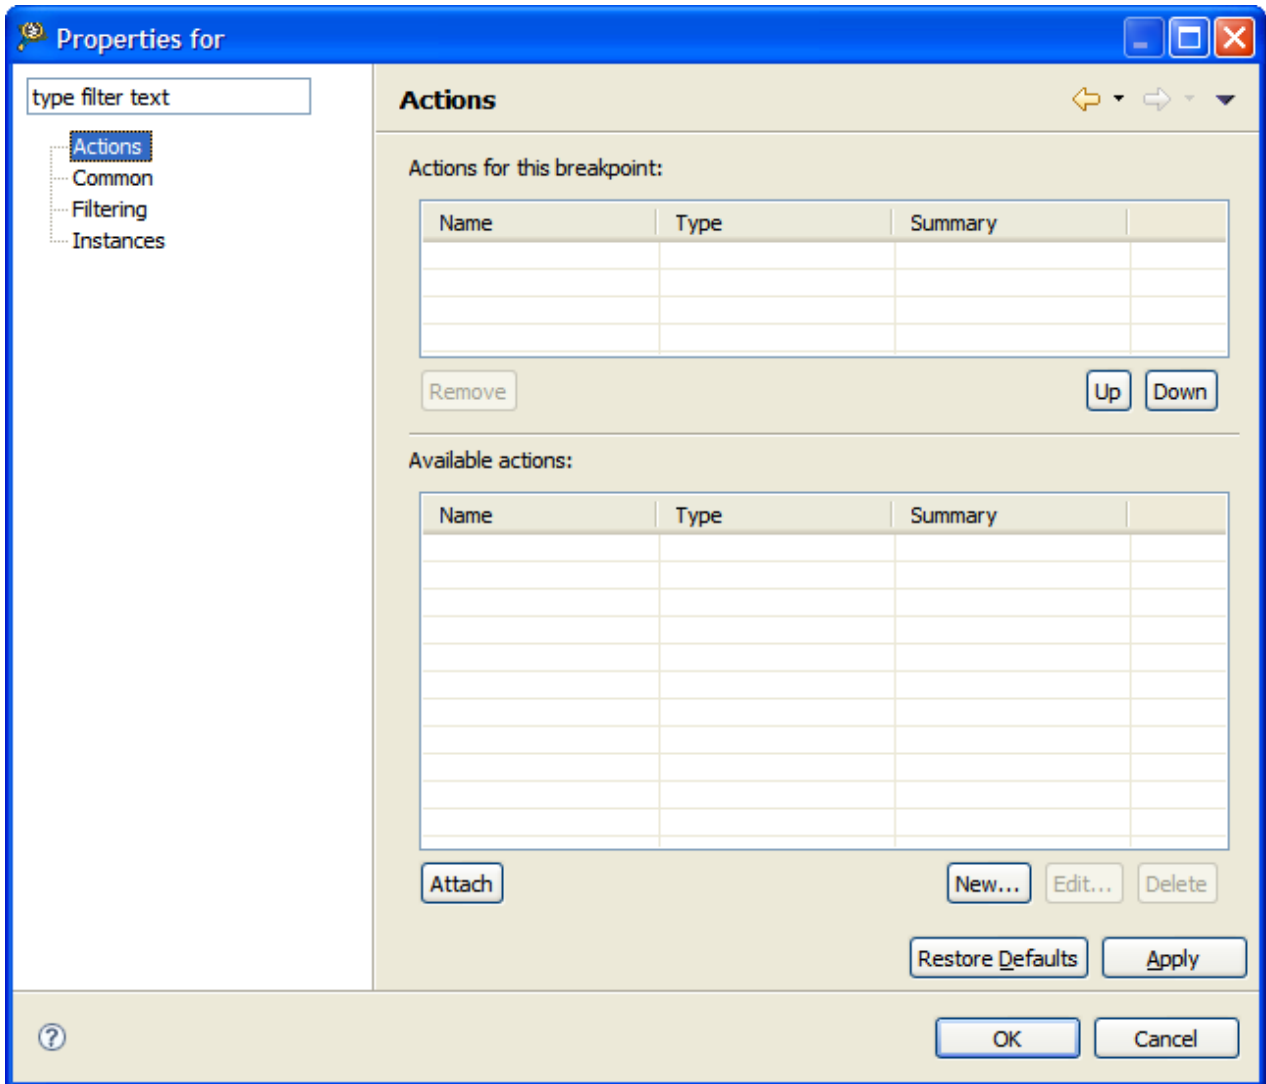 Properties for
type filter text
Actions
Common
Filtering
Instances
Actions
Actions for this breakpoint:
Name Type Summary
Remove Up Down
Available actions:
Name Type Summary
Attach New... Edit... Delete
Restore Defaults Apply
? OK Cancel